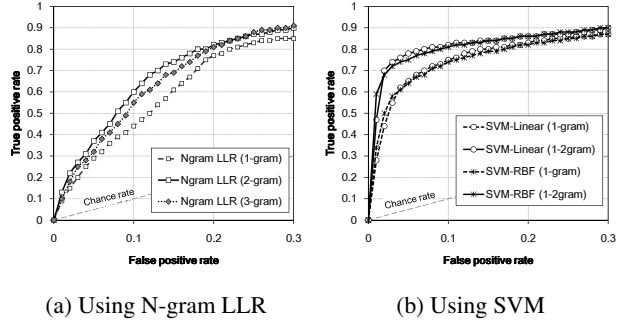 True positive rate
1
0.9
0.8
0.7
0.6
0.5
0.4
0.3
0.2
0.1
0
Ngram LLR (1-gram)
Ngram LLR (2-gram)
Ngram LLR (3-gram)
Chance rate
0 0.1 0.2 0.3
False positive rate
(a) Using N-gram LLR
True positive rate
1
0.9
0.8
0.7
0.6
0.5
0.4
0.3
0.2
0.1
0
SVM-Linear (1-gram)
SVM-Linear (1-2gram)
SVM-RBF (1-gram)
SVM-RBF (1-2gram)
Chance rate
0 0.1 0.2 0.3
False positive rate
(b) Using SVM